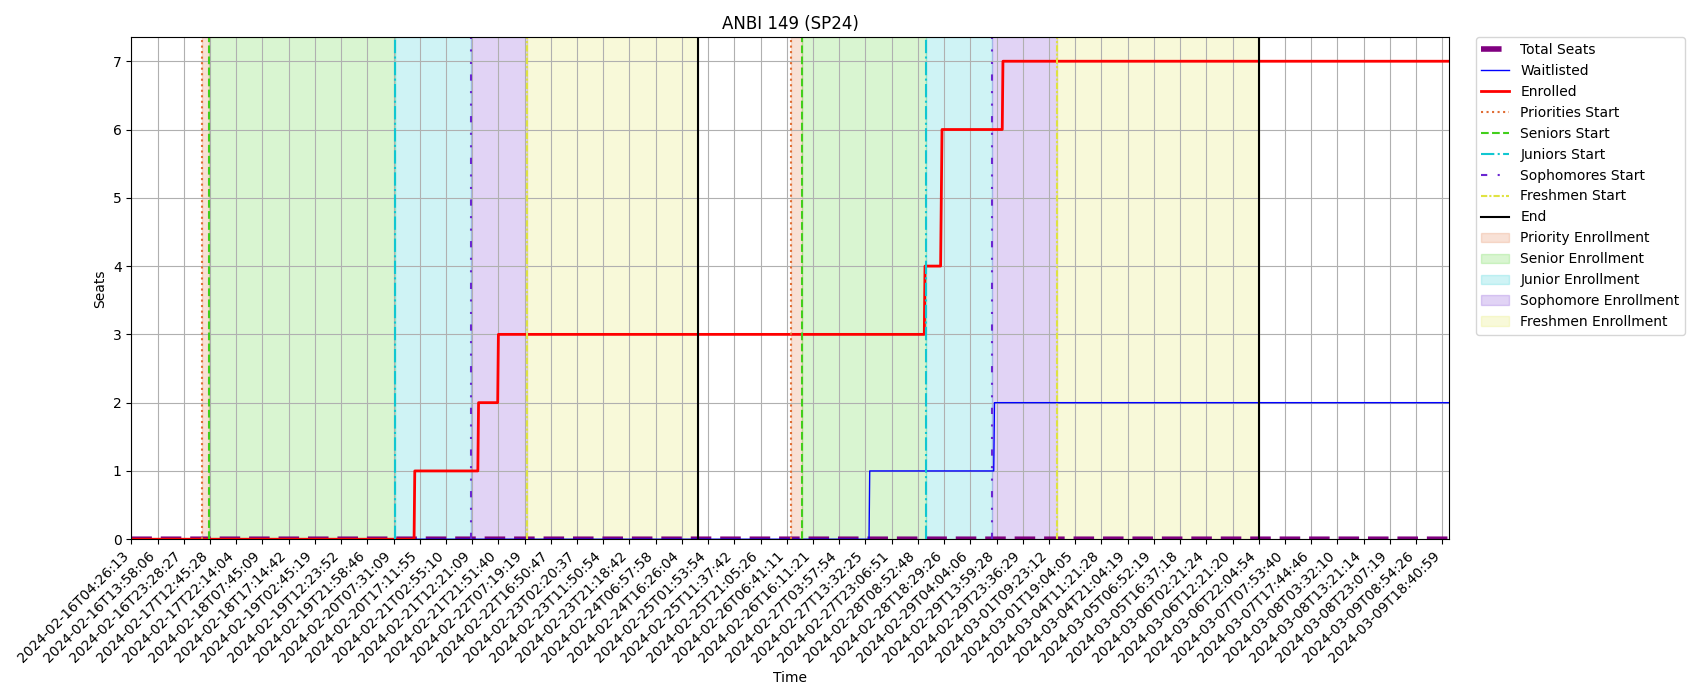 ANBI 149 (SP24)
7
6
5
4
3
2
1
0
Seats
2024-02-16T04:26:13
2024-02-16T13:58:06
2024-02-16T23:28:27
2024-02-17T12:45:28
2024-02-17T22:14:04
2024-02-18T07:45:09
2024-02-18T17:14:42
2024-02-19T02:45:19
2024-02-19T12:23:52
2024-02-19T21:58:46
2024-02-20T07:31:09
2024-02-20T17:11:55
2024-02-21T02:55:10
2024-02-21T12:21:09
2024-02-21T21:51:40
2024-02-22T07:19:19
2024-02-22T16:50:47
2024-02-23T02:20:37
2024-02-23T11:50:54
2024-02-23T21:18:42
2024-02-24T06:57:58
2024-02-24T16:26:04
2024-02-25T01:53:54
2024-02-25T11:37:42
2024-02-25T21:05:26
2024-02-26T06:41:11
2024-02-26T16:11:21
2024-02-27T03:57:54
2024-02-27T13:32:25
2024-02-27T23:06:51
2024-02-28T08:52:48
2024-02-28T18:29:26
2024-02-29T04:04:06
2024-02-29T13:59:28
2024-02-29T23:36:29
2024-03-01T09:23:12
2024-03-01T19:04:05
2024-03-04T11:21:28
2024-03-04T21:04:19
2024-03-05T06:52:19
2024-03-05T16:37:18
2024-03-06T02:21:24
2024-03-06T12:21:20
2024-03-06T22:04:54
2024-03-07T07:53:40
2024-03-07T17:44:46
2024-03-08T03:32:10
2024-03-08T13:21:14
2024-03-08T23:07:19
2024-03-09T08:54:26
2024-03-09T18:40:59
Time
Total Seats
Waitlisted
Enrolled
Priorities Start
Seniors Start
Juniors Start
Sophomores Start
Freshmen Start
End
Priority Enrollment
Senior Enrollment
Junior Enrollment
Sophomore Enrollment
Freshmen Enrollment